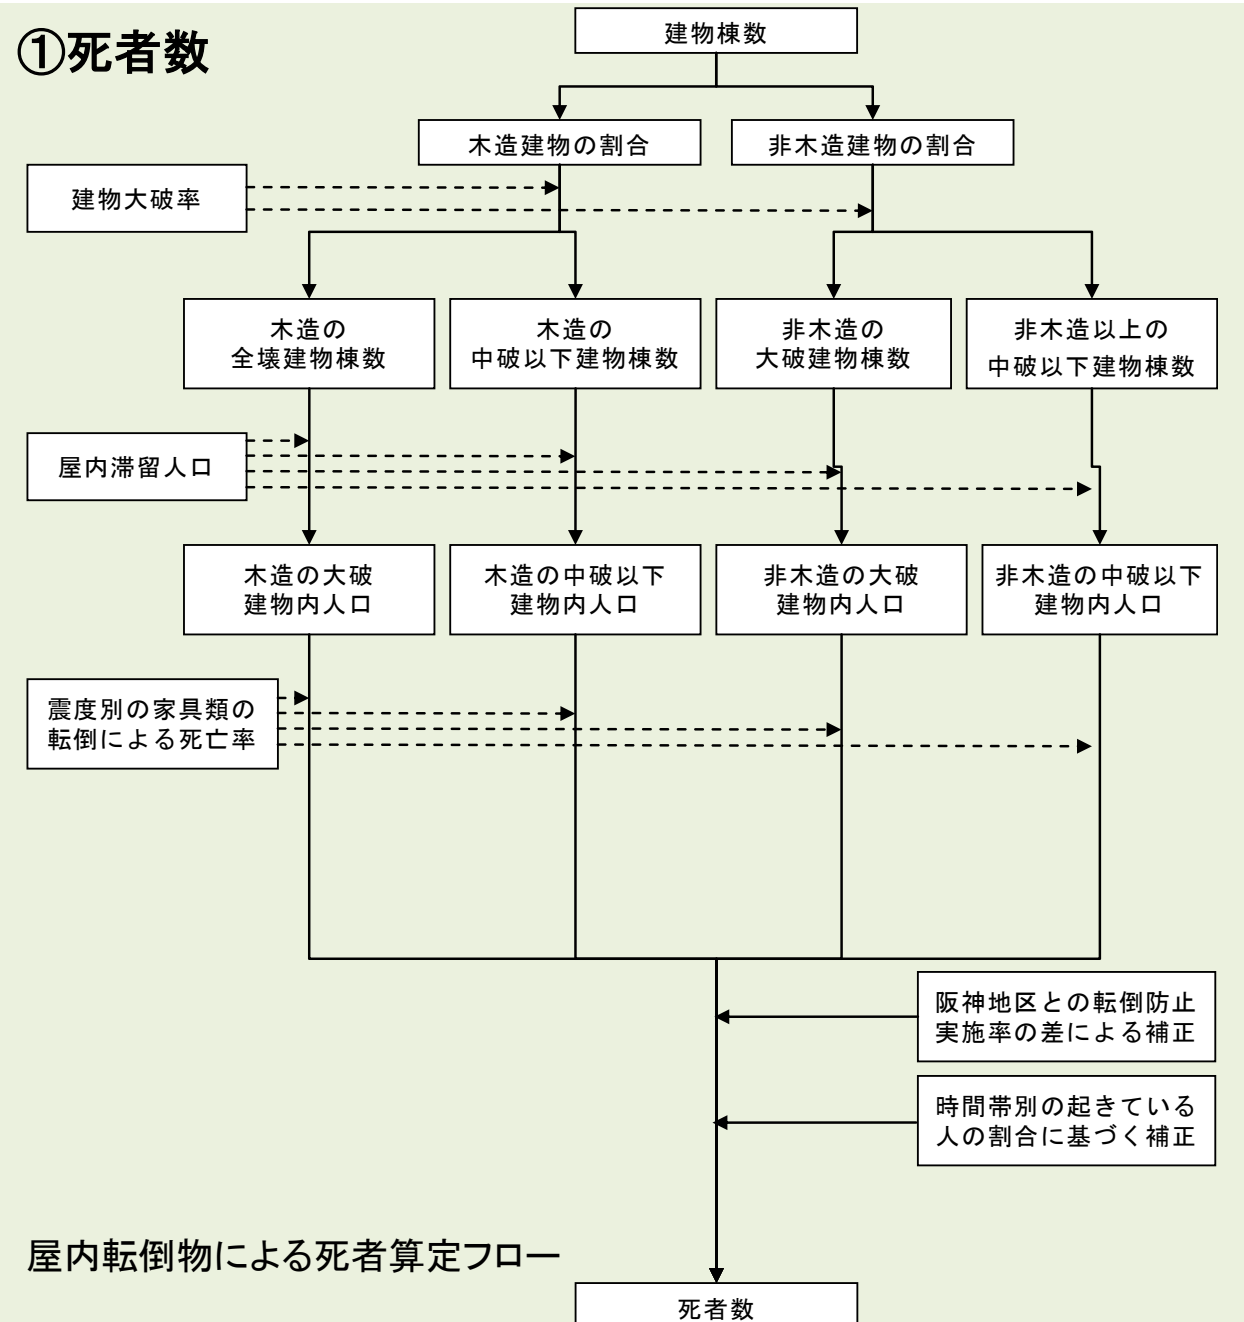 ①死者数
建物棟数
木造建物の割合
非木造建物の割合
建物大破率
木造の
全壊建物棟数
木造の
中破以下建物棟数
非木造の
大破建物棟数
非木造以上の
中破以下建物棟数
屋内滞留人口
木造の大破
建物内人口
木造の中破以下
建物内人口
非木造の大破
建物内人口
非木造の中破以下
建物内人口
震度別の家具類の
転倒による死亡率
阪神地区との転倒防止
実施率の差による補正
時間帯別の起きている
人の割合に基づく補正
屋内転倒物による死者算定フロー
死者数